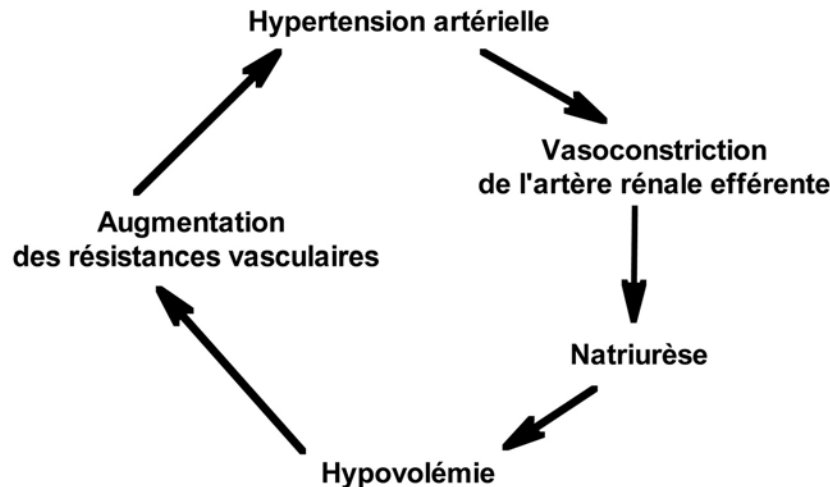 Hypertension artérielle
Vasoconstriction
de l'artère rénale efférente
Natriurèse
Hypovolémie
Augmentation
des résistances vasculaires